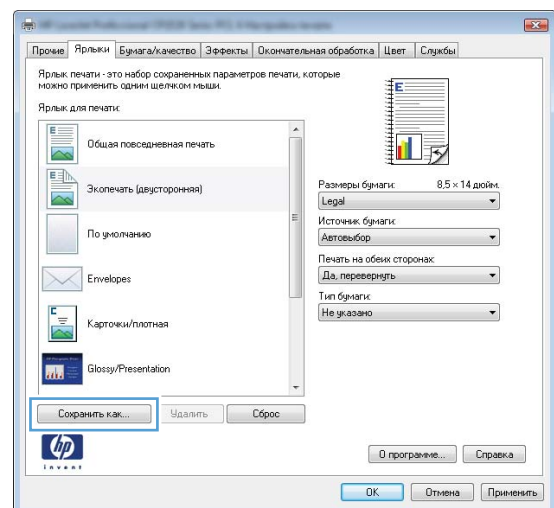 Прочие Ярлыки Бумага/качество Эффекты Окончательная обработка Цвет Службы
Ярлык печати - это набор сохраненных параметров печати, которые
можно применить одним щелчком мыши.
Ярлык для печати:
Общая повседневная печать
Экопечать (двусторонняя)
По умолчанию
Envelopes
Карточки/плотная
Glossy/Presentation
Сохранить как... Удалить Сброс
Размеры бумаги: 8,5 × 14 дюйм.
Legal
Источник бумаги:
Автовыбор
Печать на обеих сторонах:
Да, перевернуть
Тип бумаги:
Не указано
hp
invent
О программе... Справка
OK Отмена Применить